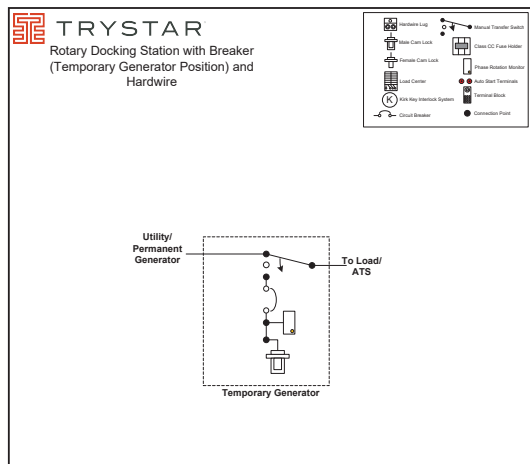 TRYSTAR
Rotary Docking Station with Breaker
(Temporary Generator Position) and
Hardwire
Hardwire Lug
Male Cam Lock
Female Cam Lock
Load Center
K
Kirk Key Interlock System
Circuit Breaker
Manual Transfer Switch
Class CC Fuse Holder
Phase Rotation Monitor
Auto Start Terminals
Terminal Block
Connection Point
Utility/
Permanent
Generator
To Load/
ATS
Temporary Generator